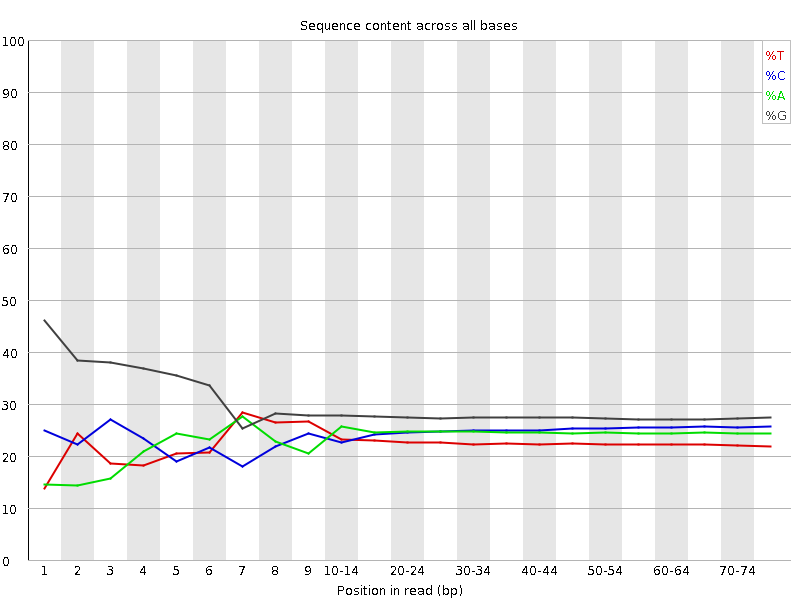 Sequence content across all bases
100
90
80
70
60
50
40
30
20
10
0
%T
%C
%A
%G
1 2 3 4 5 6 7 8 9 10-14 20-24 30-34 40-44 50-54 60-64 70-74
Position in read (bp)